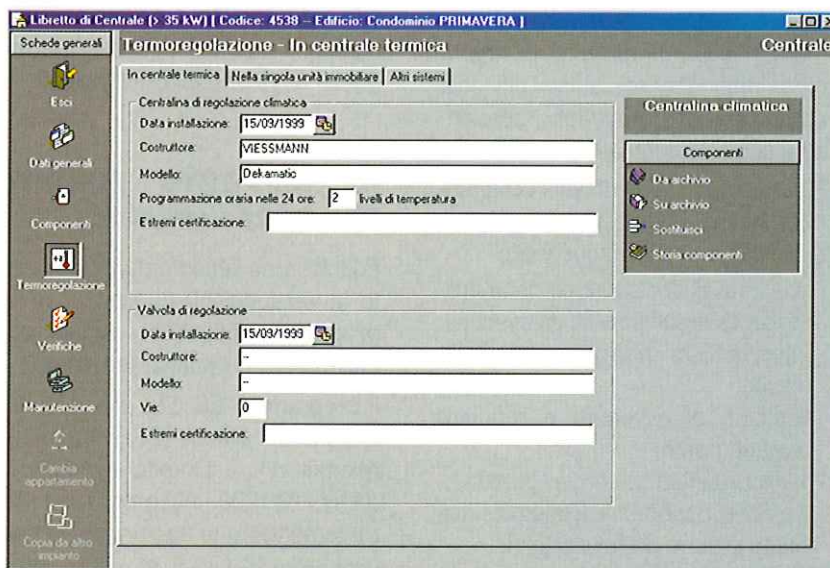 Libretto di Centrale (> 35 kW) [ Codice: 4538 -- Edificio: Condominio PRIMAVERA ]
Schede generali
Termoregolazione - In centrale termica
Centrale
Esci
Dati generali
Componenti
Termoregolazione
Verifiche
Manutenzione
Cambia appartamento
Copia da altro impianto
In centrale termica
Nella singola unità immobiliare
Altri sistemi
Centralina di regolazione climatica
Data installazione: 15/09/1999
Costruttore: VIESSMANN
Modello: Dekamatic
Programmazione oraria nelle 24 ore: 2 livelli di temperatura
Estremi certificazione:
Valvola di regolazione
Data installazione: 15/09/1999
Costruttore: --
Modello: --
Vie: 0
Estremi certificazione:
Centralina climatica
Componenti
Da archivio
Su archivio
Sostituisci
Storia componenti